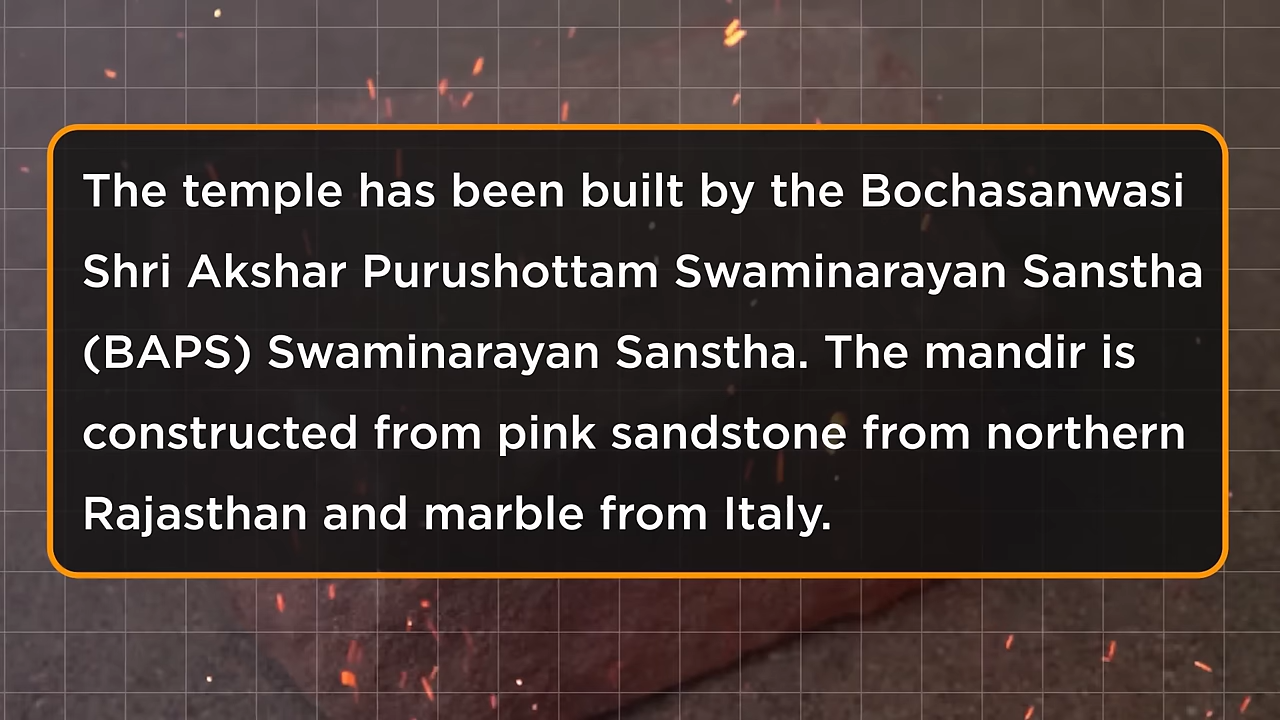 The temple has been built by the Bochasanwasi
Shri Akshar Purushottam Swaminarayan Sanstha
(BAPS) Swaminarayan Sanstha. The mandir is
constructed from pink sandstone from northern
Rajasthan and marble from Italy.